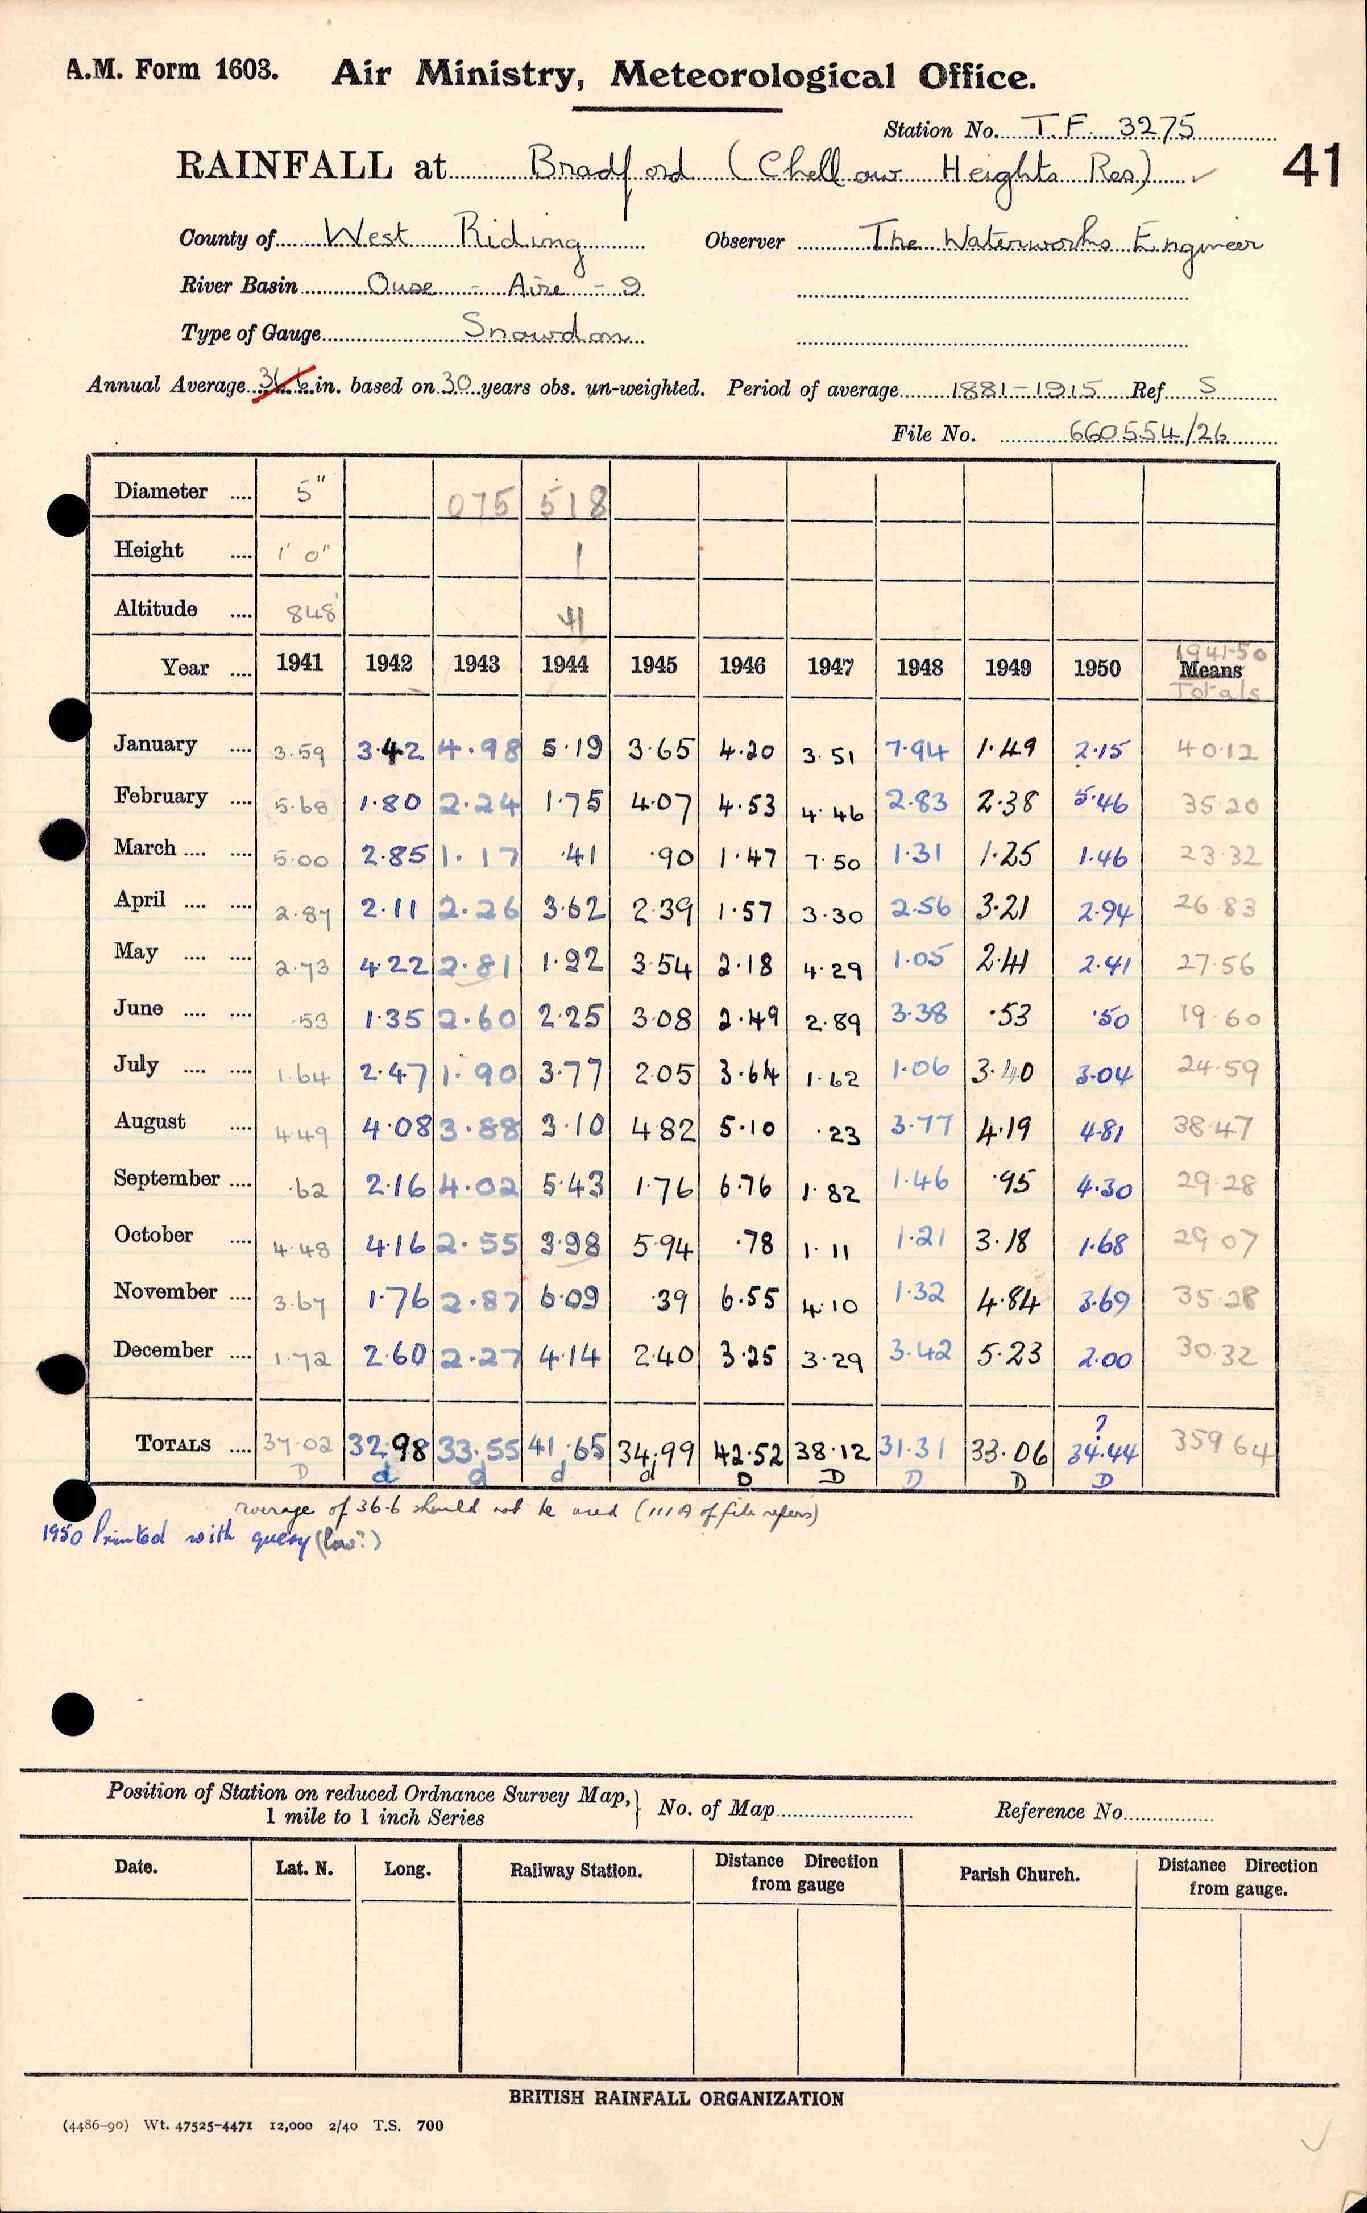 A.M. Form 1603. Air Ministry, Meteorological Office.
Station No. T.F. 3275
RAINFALL at Bradford (Chellow Heights Res) ✓ 41
County of West Riding Observer The Waterworks Engineer
River Basin Ouse - Aire - 9
Type of Gauge Snowdon
Annual Average 36.6 in. based on 30 years obs. un-weighted. Period of average 1881-1915 Ref S
File No. 660554/26
Diameter .... 5" 075 518
Height .... 1' 0" 1
Altitude .... 848' 41
1941-50
Year .... 1941 1942 1943 1944 1945 1946 1947 1948 1949 1950 Means
Totals
January .... 3.59 3.42 4.98 5.19 3.65 4.20 3.51 7.94 1.49 2.15 40.12
February .... 5.68 1.80 2.24 1.75 4.07 4.53 4.46 2.83 2.38 5.46 35.20
March .... .... 5.00 2.85 1.17 .41 .90 1.47 7.50 1.31 1.25 1.46 23.32
April .... .... 2.87 2.11 2.26 3.62 2.39 1.57 3.30 2.56 3.21 2.94 26.83
May .... .... 2.73 4.22 2.81 1.92 3.54 2.18 4.29 1.05 2.41 2.41 27.56
June .... .... .53 1.35 2.60 2.25 3.08 2.49 2.89 3.38 .53 .50 19.60
July .... .... 1.64 2.47 1.90 3.77 2.05 3.64 1.62 1.06 3.40 3.04 24.59
August .... 4.49 4.08 3.88 3.10 4.82 5.10 .23 3.77 4.19 4.81 38.47
September .... .62 2.16 4.02 5.43 1.76 6.76 1.82 1.46 .95 4.30 29.28
October .... 4.48 4.16 2.55 3.98 5.94 .78 1.11 1.21 3.18 1.68 29.07
November .... 3.67 1.76 2.87 6.09 .39 6.55 4.10 1.32 4.84 3.69 35.28
December .... 1.72 2.60 2.27 4.14 2.40 3.25 3.29 3.42 5.23 2.00 30.32
?
TOTALS .... 37.02 32.98 33.55 41.65 34.99 42.52 38.12 31.31 33.06 34.44 359.64
D d d d d D D D D D
average of 36.6 should not be used (111A of file refers)
1950 Printed with query (low?)
Position of Station on reduced Ordnance Survey Map, } No. of Map Reference No.
1 mile to 1 inch Series
Date. Lat. N. Long. Railway Station. Distance Direction Parish Church. Distance Direction
from gauge from gauge.
BRITISH RAINFALL ORGANIZATION
(4486-90) Wt. 47525-4471 12,000 2/40 T.S. 700